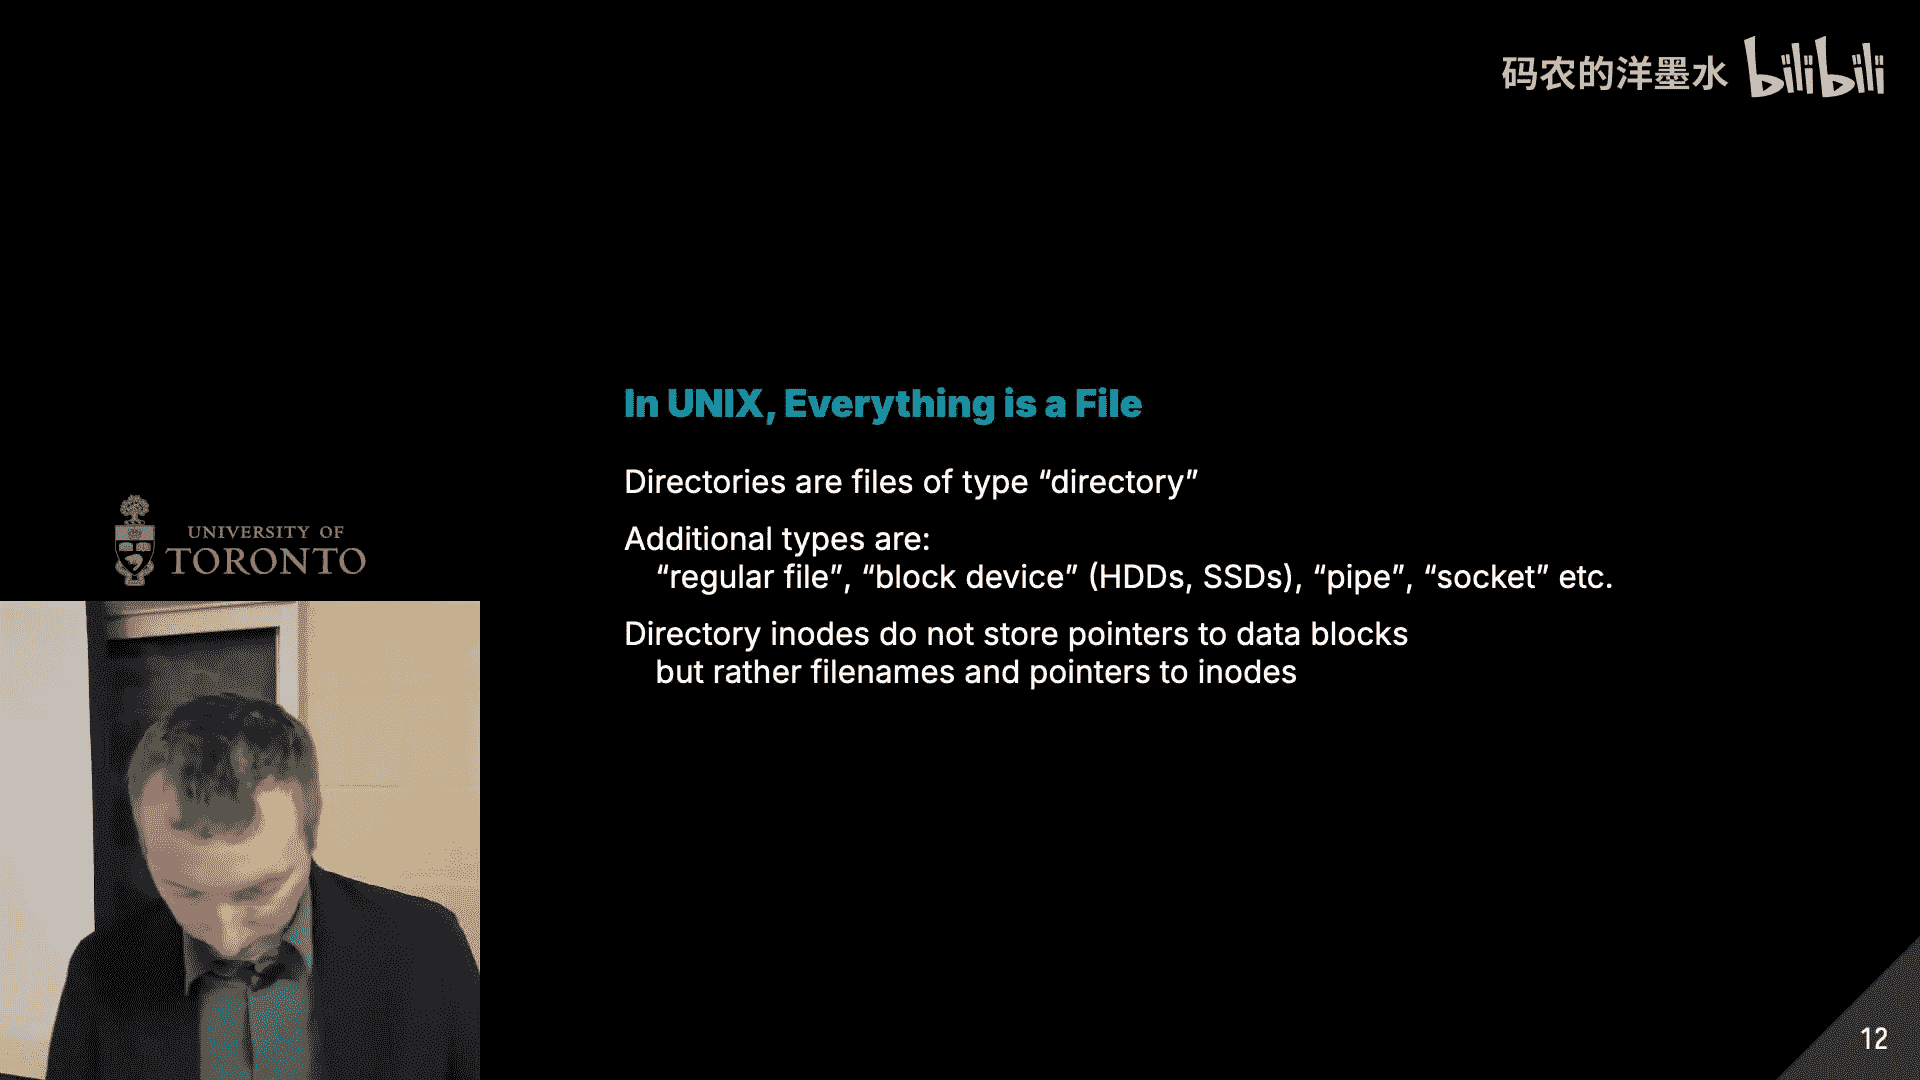 码农的洋墨水 bilibili
In UNIX, Everything is a File
Directories are files of type “directory”
Additional types are:
“regular file”, “block device” (HDDs, SSDs), “pipe”, “socket” etc.
Directory inodes do not store pointers to data blocks
but rather filenames and pointers to inodes
UNIVERSITY OF
TORONTO
12